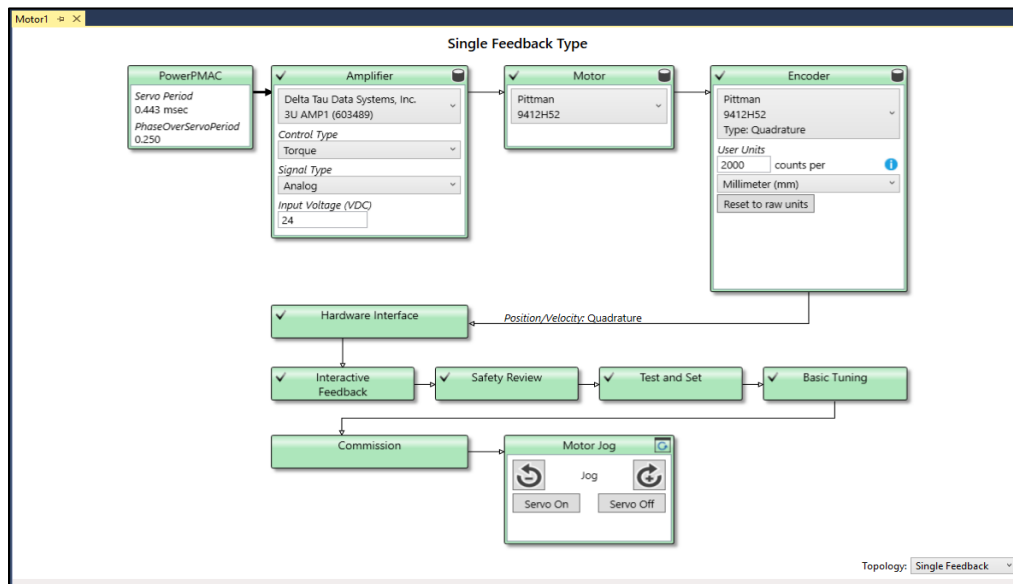 Motor1
Single Feedback Type
PowerPMAC
Servo Period
0.443 msec
PhaseOverServoPeriod
0.250
Amplifier
Delta Tau Data Systems, Inc.
3U AMP1 (603489)
Control Type
Torque
Signal Type
Analog
Input Voltage (VDC)
24
Motor
Pittman
9412H52
Encoder
Pittman
9412H52
Type: Quadrature
User Units
2000 counts per
Millimeter (mm)
Reset to raw units
Hardware Interface
Position/Velocity: Quadrature
Interactive
Feedback
Safety Review
Test and Set
Basic Tuning
Commission
Motor Jog
Jog
Servo On
Servo Off
Topology: Single Feedback